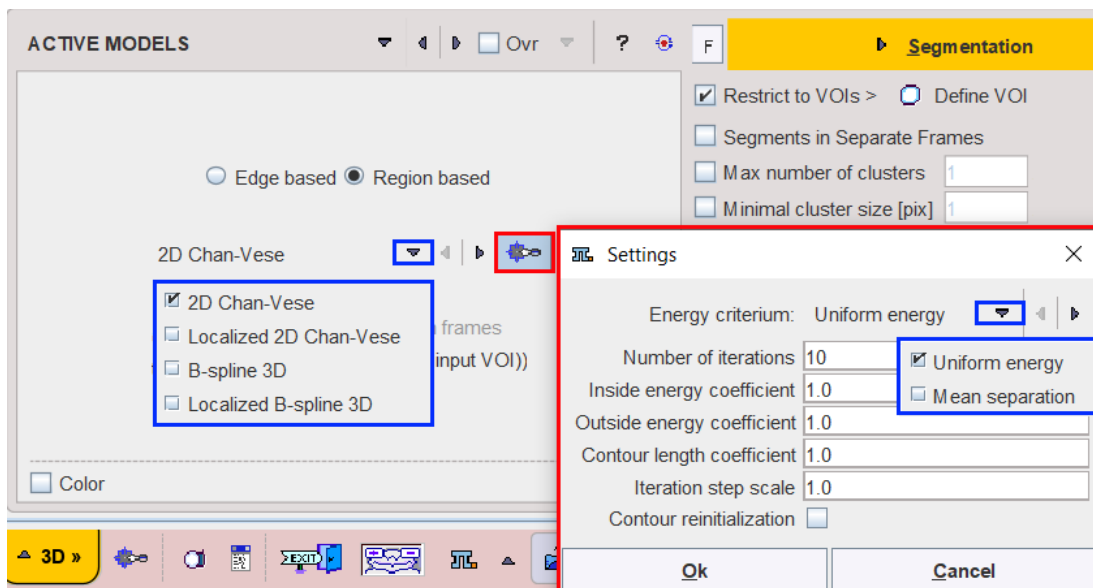 ACTIVE MODELS
Ovr
?
F
Segmentation
Restrict to VOIs >
Define VOI
Segments in Separate Frames
Max number of clusters 1
Minimal cluster size [pix] 1
Edge based
Region based
2D Chan-Vese
2D Chan-Vese
Localized 2D Chan-Vese
B-spline 3D
Localized B-spline 3D
frames
input VOI))
Color
Settings
Energy criterium: Uniform energy
Uniform energy
Mean separation
Number of iterations 10
Inside energy coefficient 1.0
Outside energy coefficient 1.0
Contour length coefficient 1.0
Iteration step scale 1.0
Contour reinitialization
Ok
Cancel
3D »
EXIT